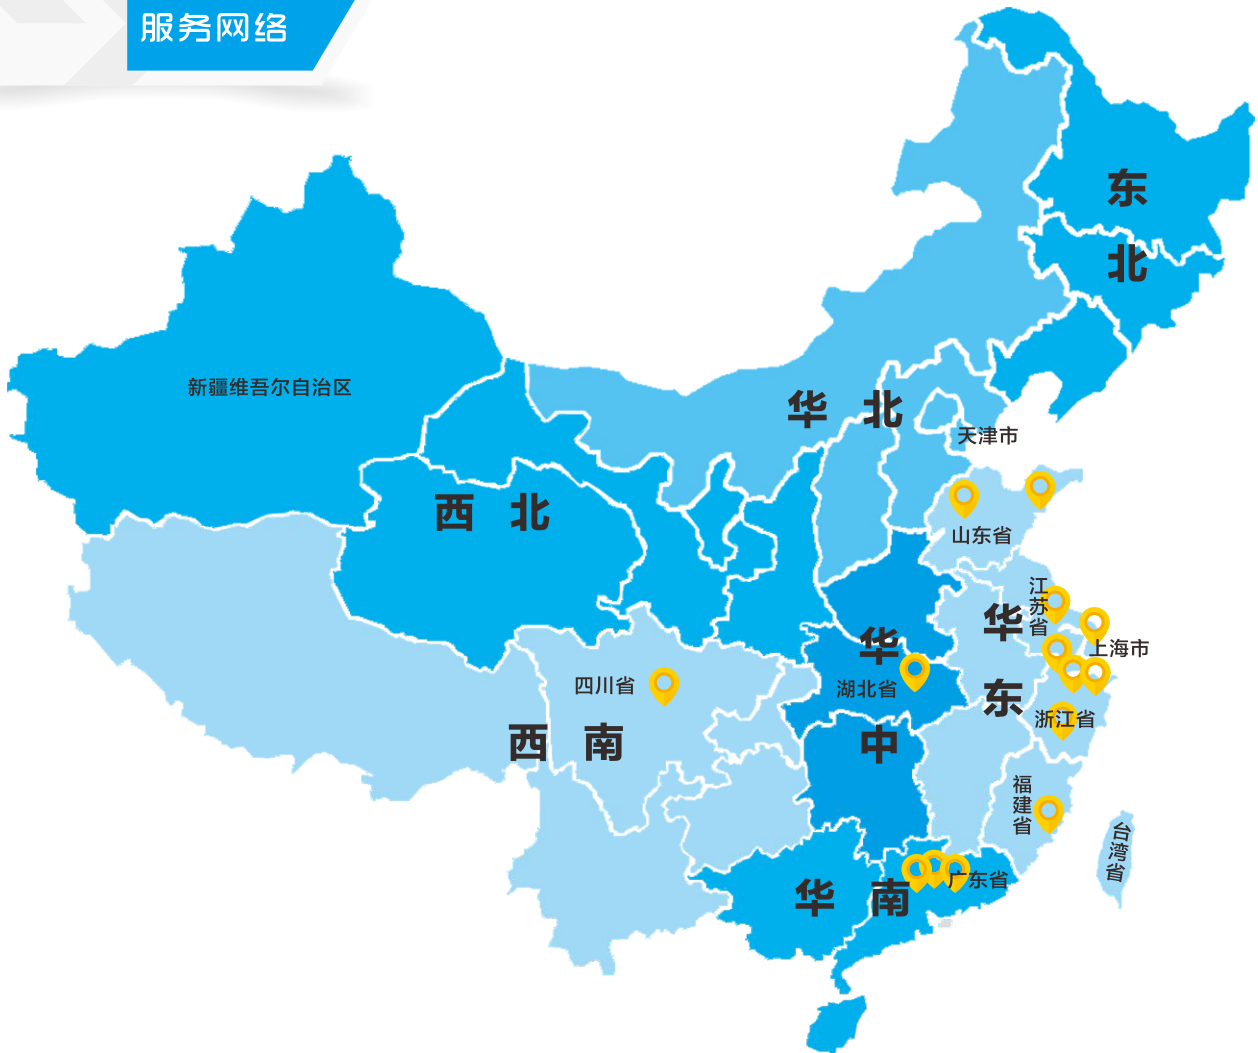 服务网络
东北
新疆维吾尔自治区
华北
天津市
西北
山东省
江苏省
华东
上海市
华中
四川省
湖北省
浙江省
西南
福建省
台湾省
广东省
华南